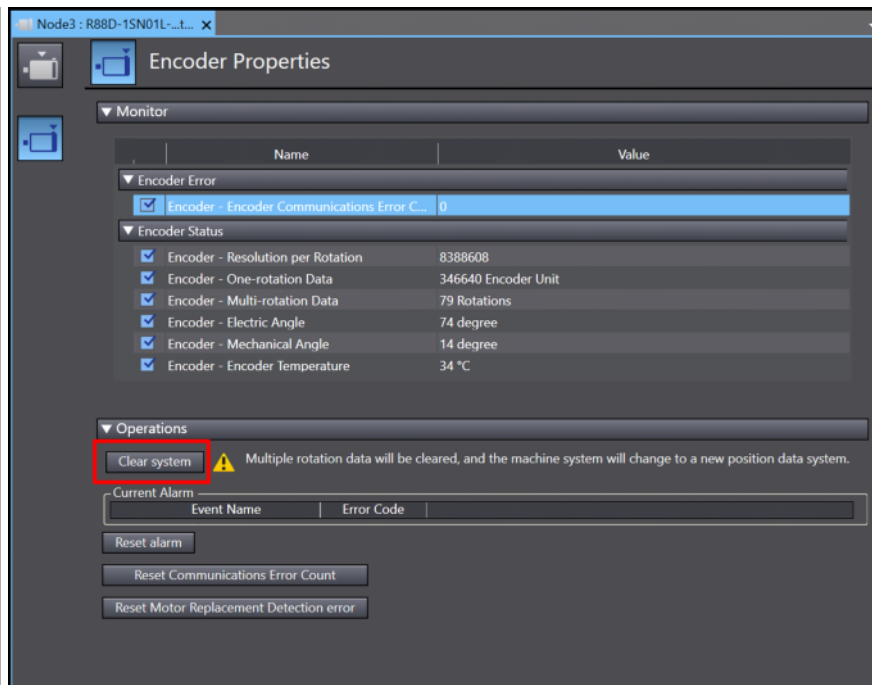 Node3 : R88D-1SN01L-...t...
Encoder Properties
Monitor
Name Value
Encoder Error
Encoder - Encoder Communications Error C... 0
Encoder Status
Encoder - Resolution per Rotation 8388608
Encoder - One-rotation Data 346640 Encoder Unit
Encoder - Multi-rotation Data 79 Rotations
Encoder - Electric Angle 74 degree
Encoder - Mechanical Angle 14 degree
Encoder - Encoder Temperature 34 °C
Operations
Clear system Multiple rotation data will be cleared, and the machine system will change to a new position data system.
Current Alarm
Event Name Error Code
Reset alarm
Reset Communications Error Count
Reset Motor Replacement Detection error